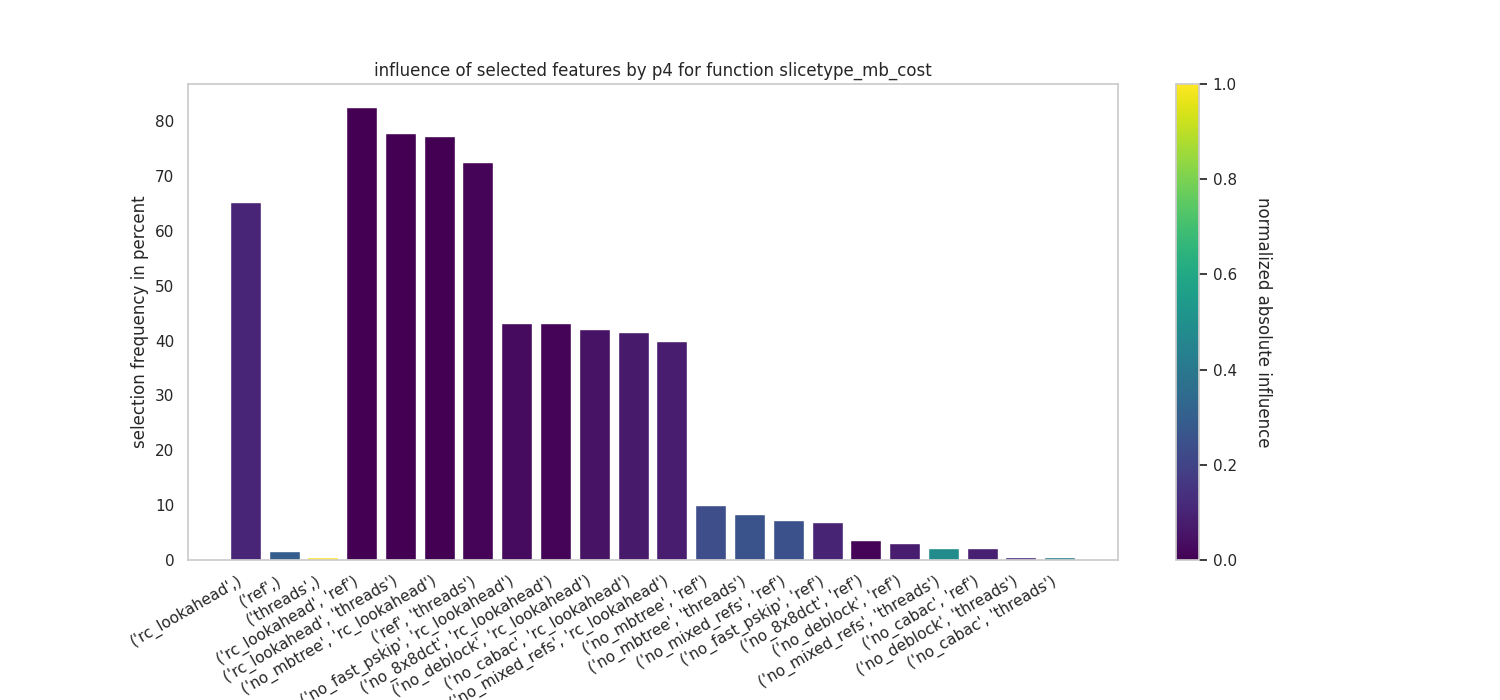 influence of selected features by p4 for function slicetype_mb_cost
selection frequency in percent
80
70
60
50
40
30
20
10
0
('rc_lookahead',)
('ref',)
('threads',)
('rc_lookahead', 'ref')
('rc_lookahead', 'threads')
('no_mbtree', 'rc_lookahead')
('ref', 'threads')
('no_fast_pskip', 'rc_lookahead')
('no_8x8dct', 'rc_lookahead')
('no_deblock', 'rc_lookahead')
('no_cabac', 'rc_lookahead')
('no_mixed_refs', 'rc_lookahead')
('no_mbtree', 'ref')
('no_mbtree', 'threads')
('no_mixed_refs', 'ref')
('no_fast_pskip', 'ref')
('no_8x8dct', 'ref')
('no_deblock', 'ref')
('no_mixed_refs', 'threads')
('no_cabac', 'ref')
('no_deblock', 'threads')
('no_cabac', 'threads')
1.0
0.8
0.6
0.4
0.2
0.0
normalized absolute influence